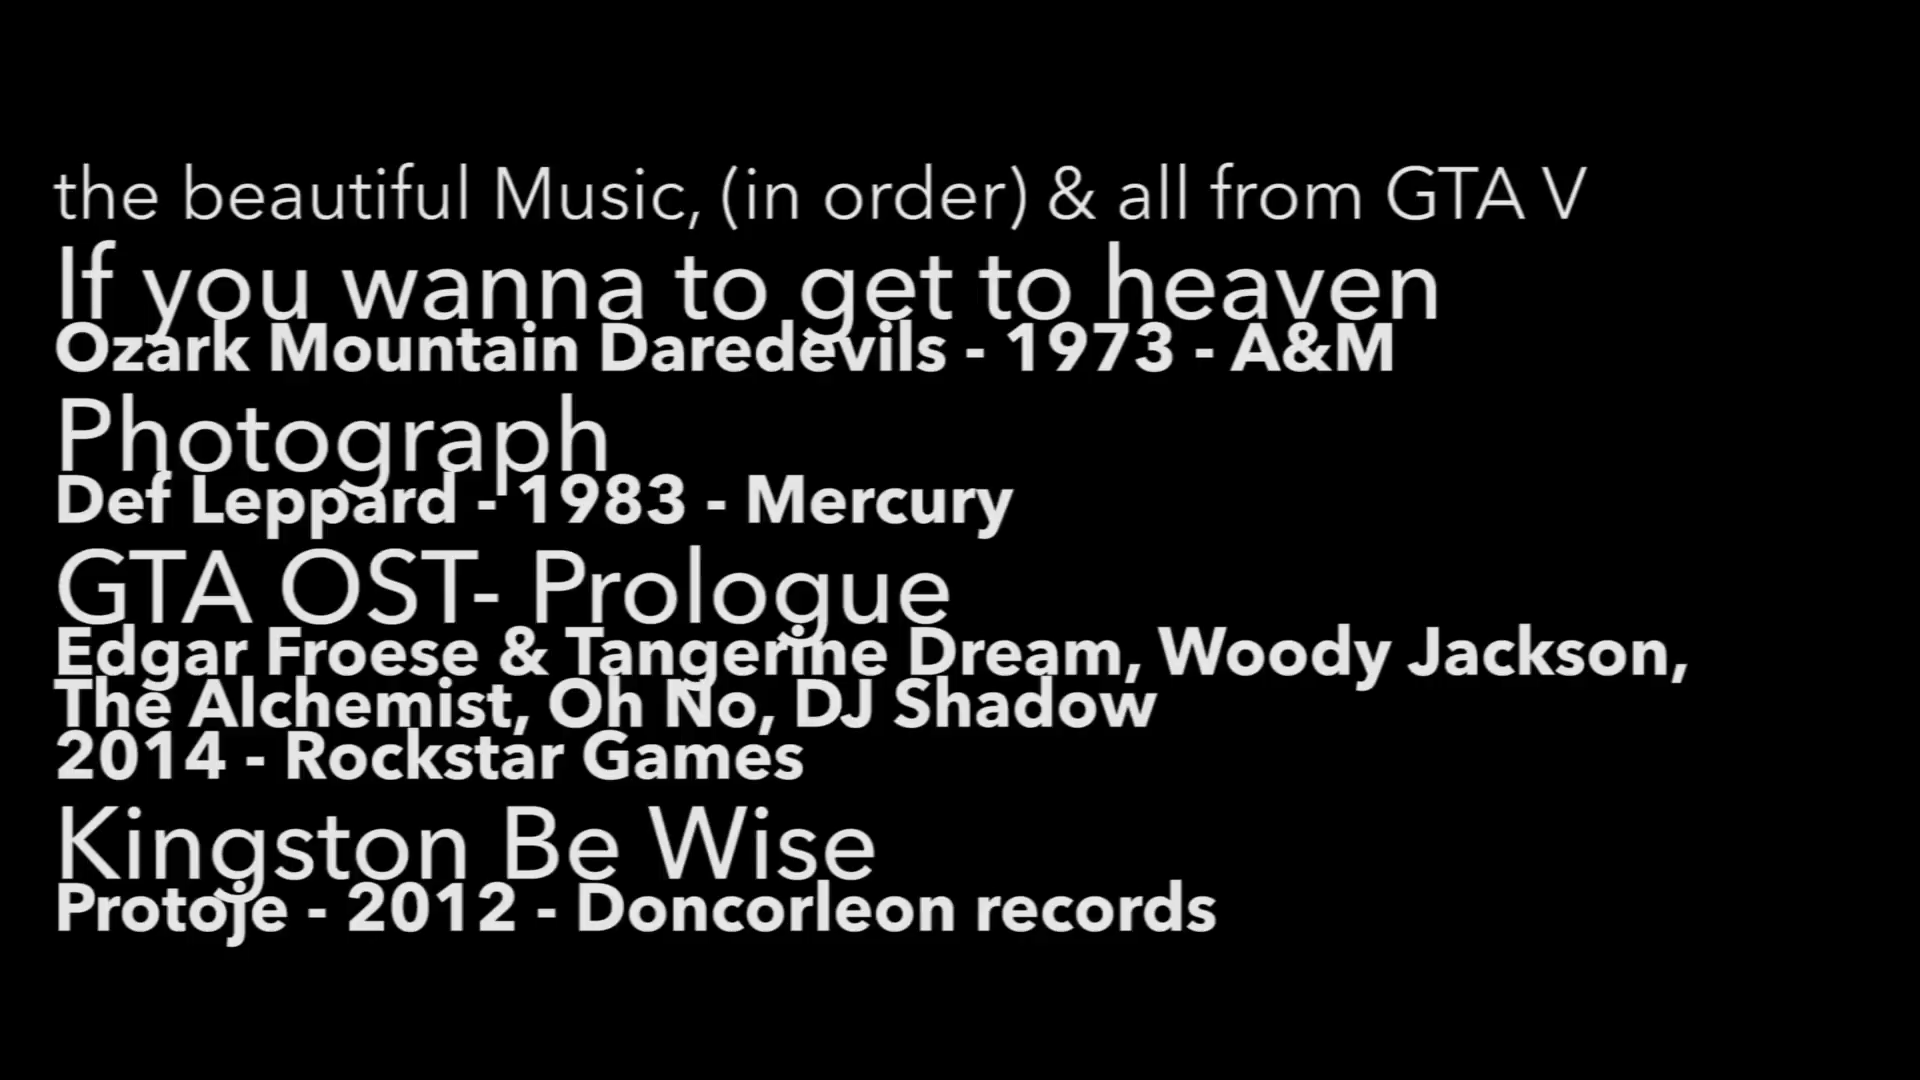 the beautiful Music, (in order) & all from GTA V
If you wanna to get to heaven
Ozark Mountain Daredevils - 1973 - A&M
Photograph
Def Leppard - 1983 - Mercury
GTA OST- Prologue
Edgar Froese & Tangerine Dream, Woody Jackson,
The Alchemist, Oh No, DJ Shadow
2014 - Rockstar Games
Kingston Be Wise
Protoje - 2012 - Doncorleon records